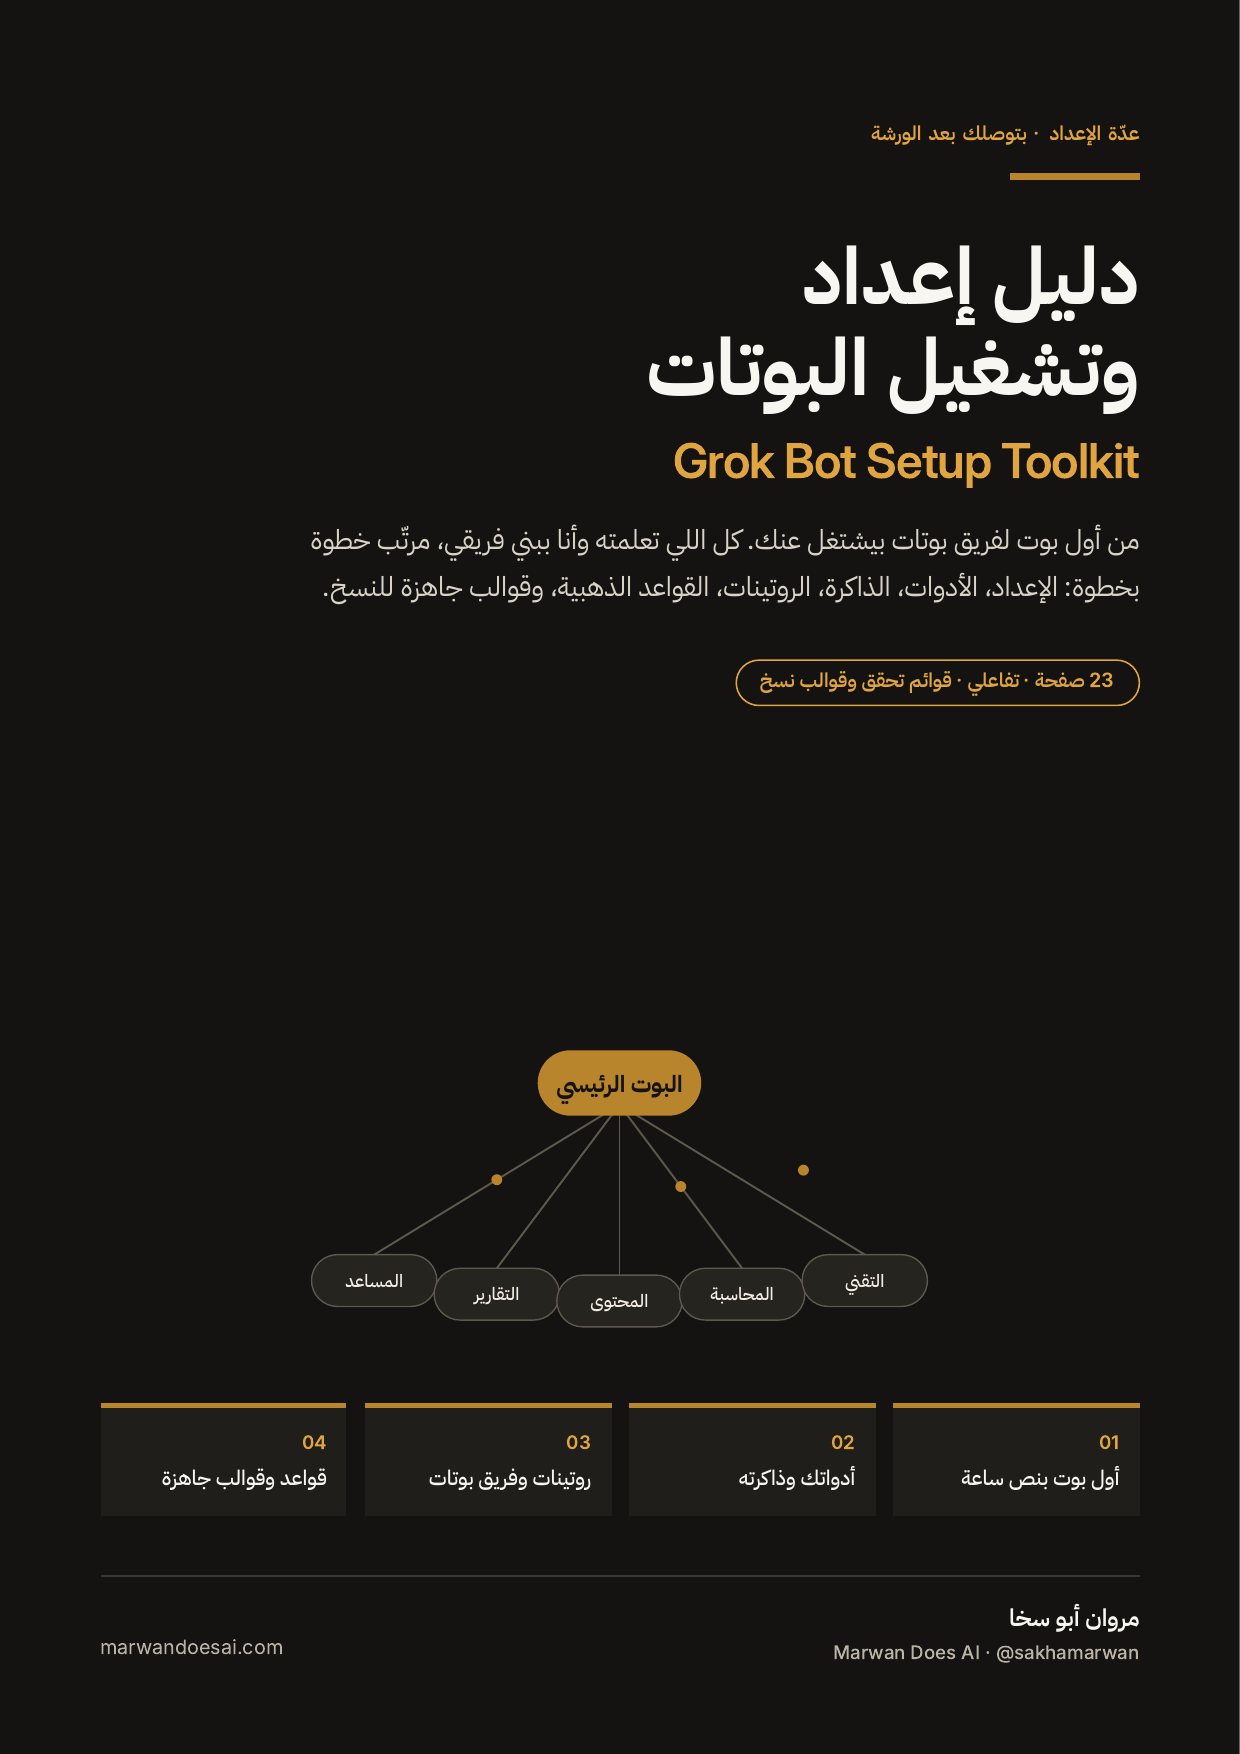 عدّة الإعداد · بتوصلك بعد الورشة
دليل إعداد
وتشغيل البوتات
Grok Bot Setup Toolkit
من أول بوت لفريق بوتات بيشتغل عنك. كل اللي تعلمته وأنا ببني فريقي، مرتّب خطوة
بخطوة: الإعداد، الأدوات، الذاكرة، الروتينات، القواعد الذهبية، وقوالب جاهزة للنسخ.
23 صفحة · تفاعلي · قوائم تحقق وقوالب نسخ
البوت الرئيسي
التقني
المحاسبة
المحتوى
التقارير
المساعد
01
أول بوت بنص ساعة
02
أدواتك وذاكرته
03
روتينات وفريق بوتات
04
قواعد وقوالب جاهزة
مروان أبو سخا
Marwan Does AI · @sakhamarwan
marwandoesai.com